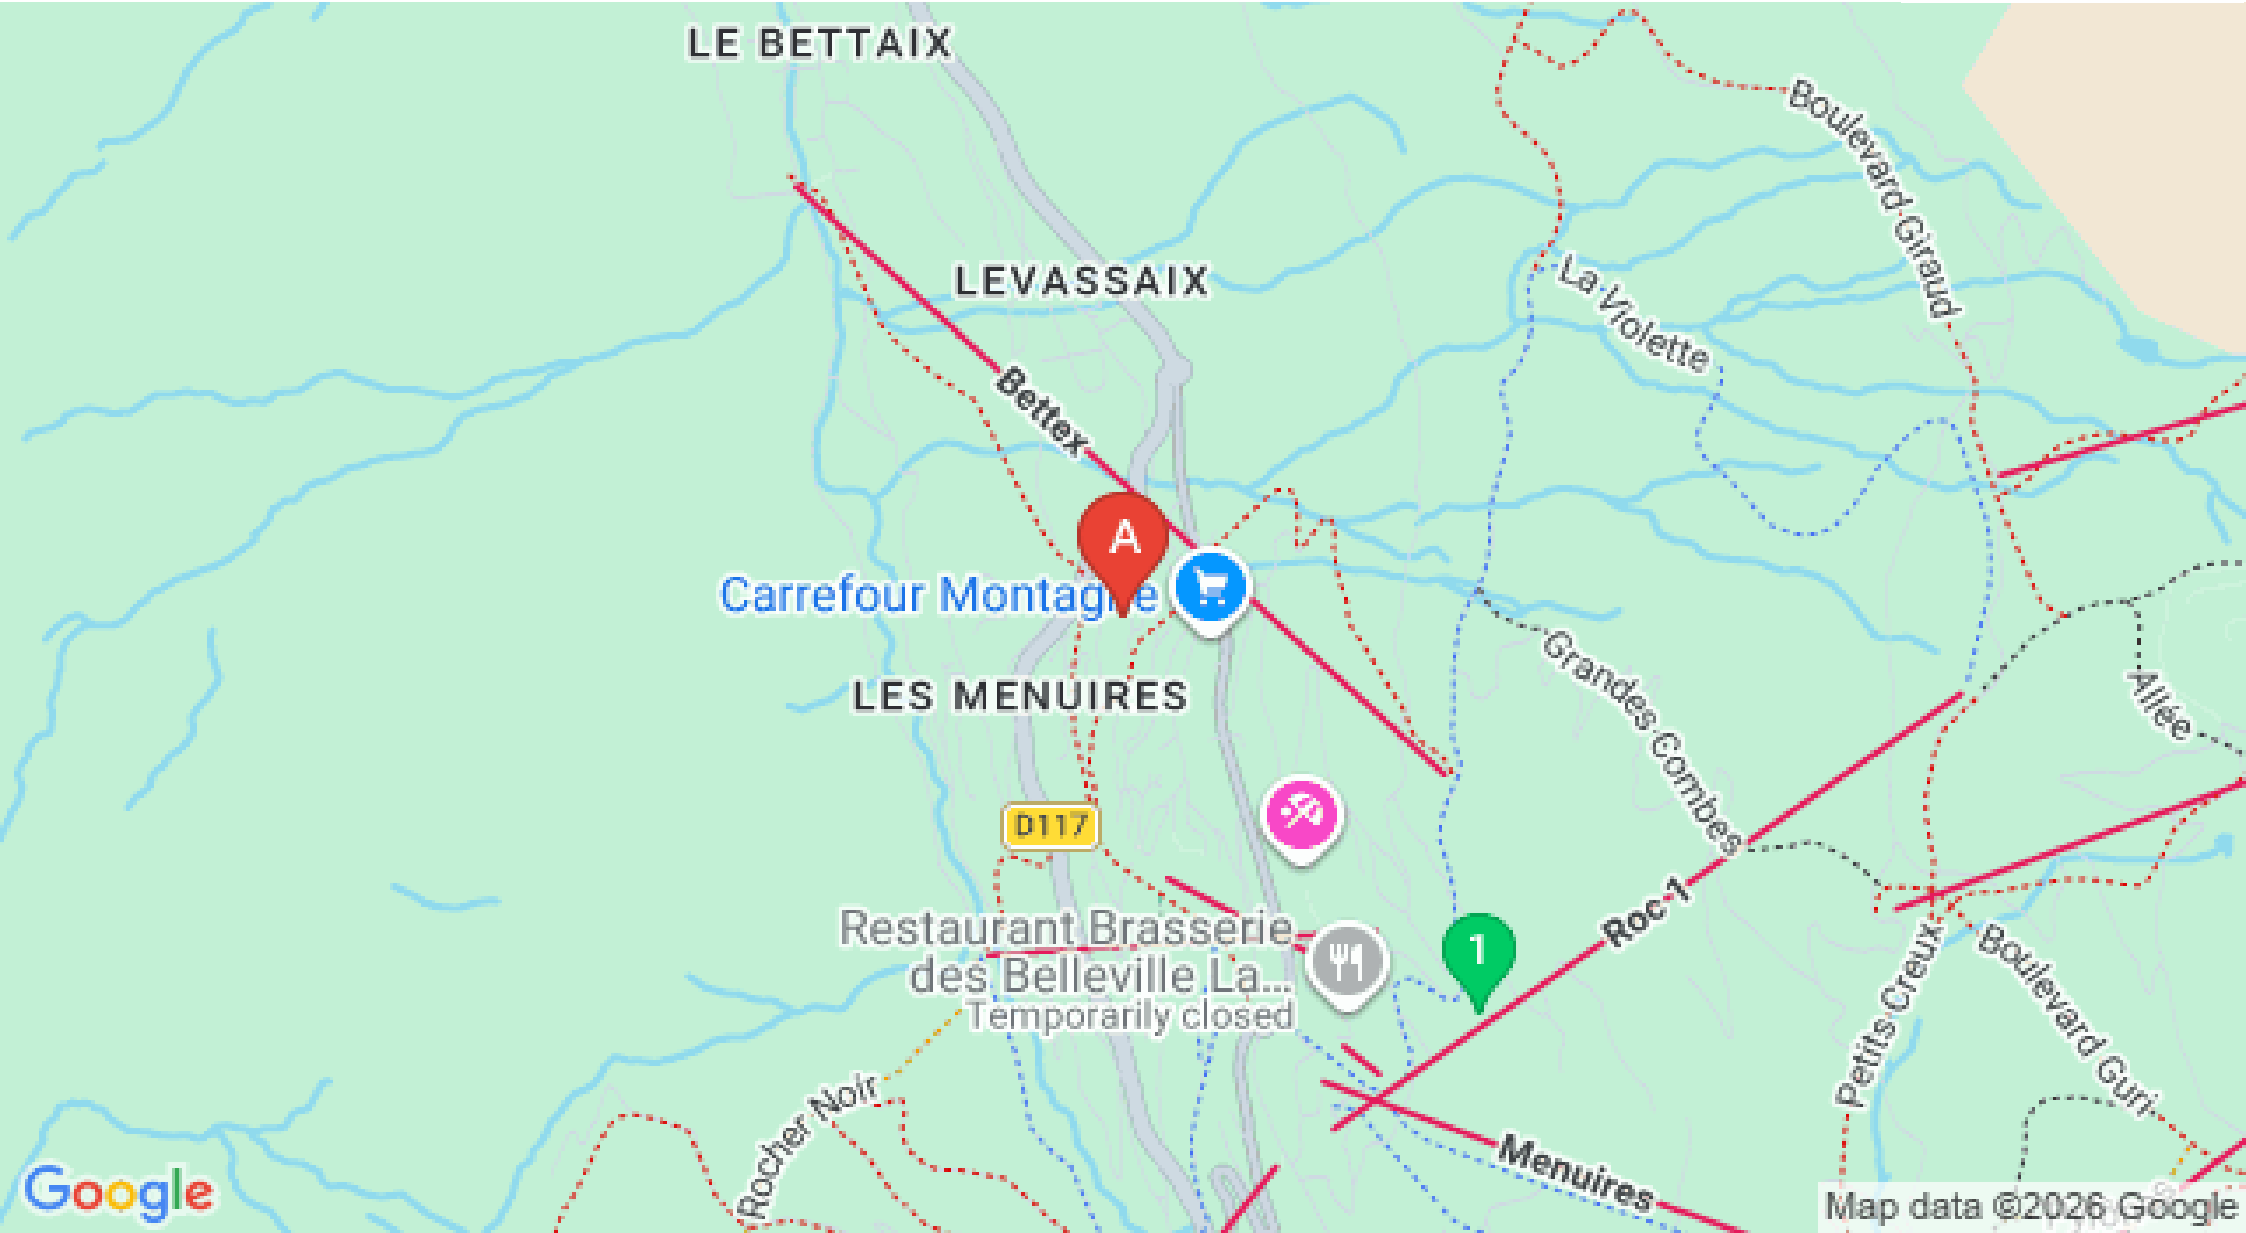 LE BETTAIX
Boulevard Giraud
LEVASSAIX
La Violette
Bettex
A
Carrefour Montagne
Grandes Combes
LES MENUIRES
Allée
D117
Roc 1
Restaurant Brasserie
des Belleville La...
Temporarily closed
1
Petits Creux
Boulevard Guri
Rocher Noir
Menuires
Google
Map data ©2026 Google